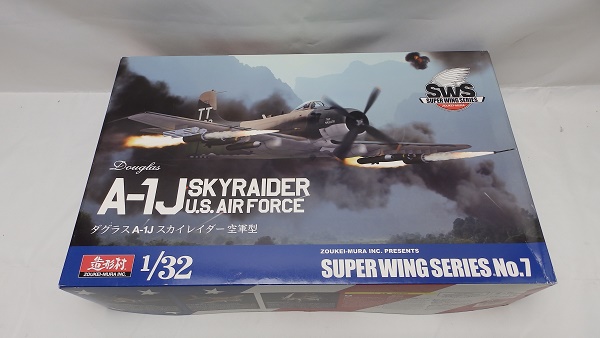 SWS
SUPER WING SERIES
TT
Douglas
A-1J SKYRAIDER
U.S. AIR FORCE
ダグラス A-1J スカイレイダー 空軍型
造形村
ZOUKEI-MURA INC.
1/32
ZOUKEI-MURA INC. PRESENTS
SUPER WING SERIES No.7